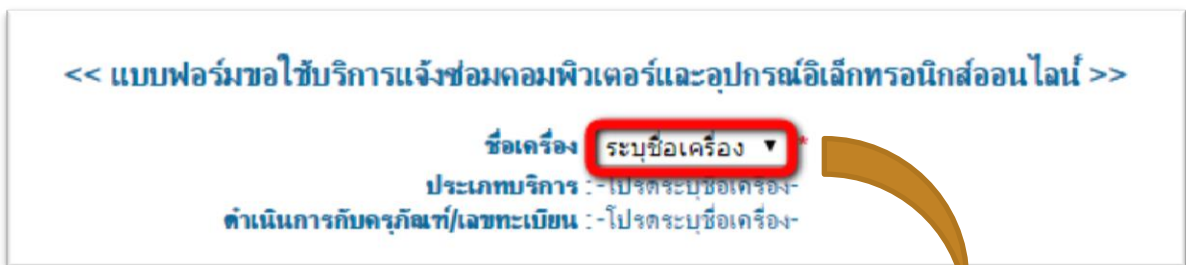 << แบบฟอร์มขอใช้บริการแจ้งซ่อมคอมพิวเตอร์และอุปกรณ์อิเล็กทรอนิกส์ออนไลน์ >>
ชื่อเครื่อง ระบุชื่อเครื่อง ▼ *
ประเภทบริการ : -โปรดระบุชื่อเครื่อง-
ดำเนินการกับครุภัณฑ์/เลขทะเบียน : -โปรดระบุชื่อเครื่อง-